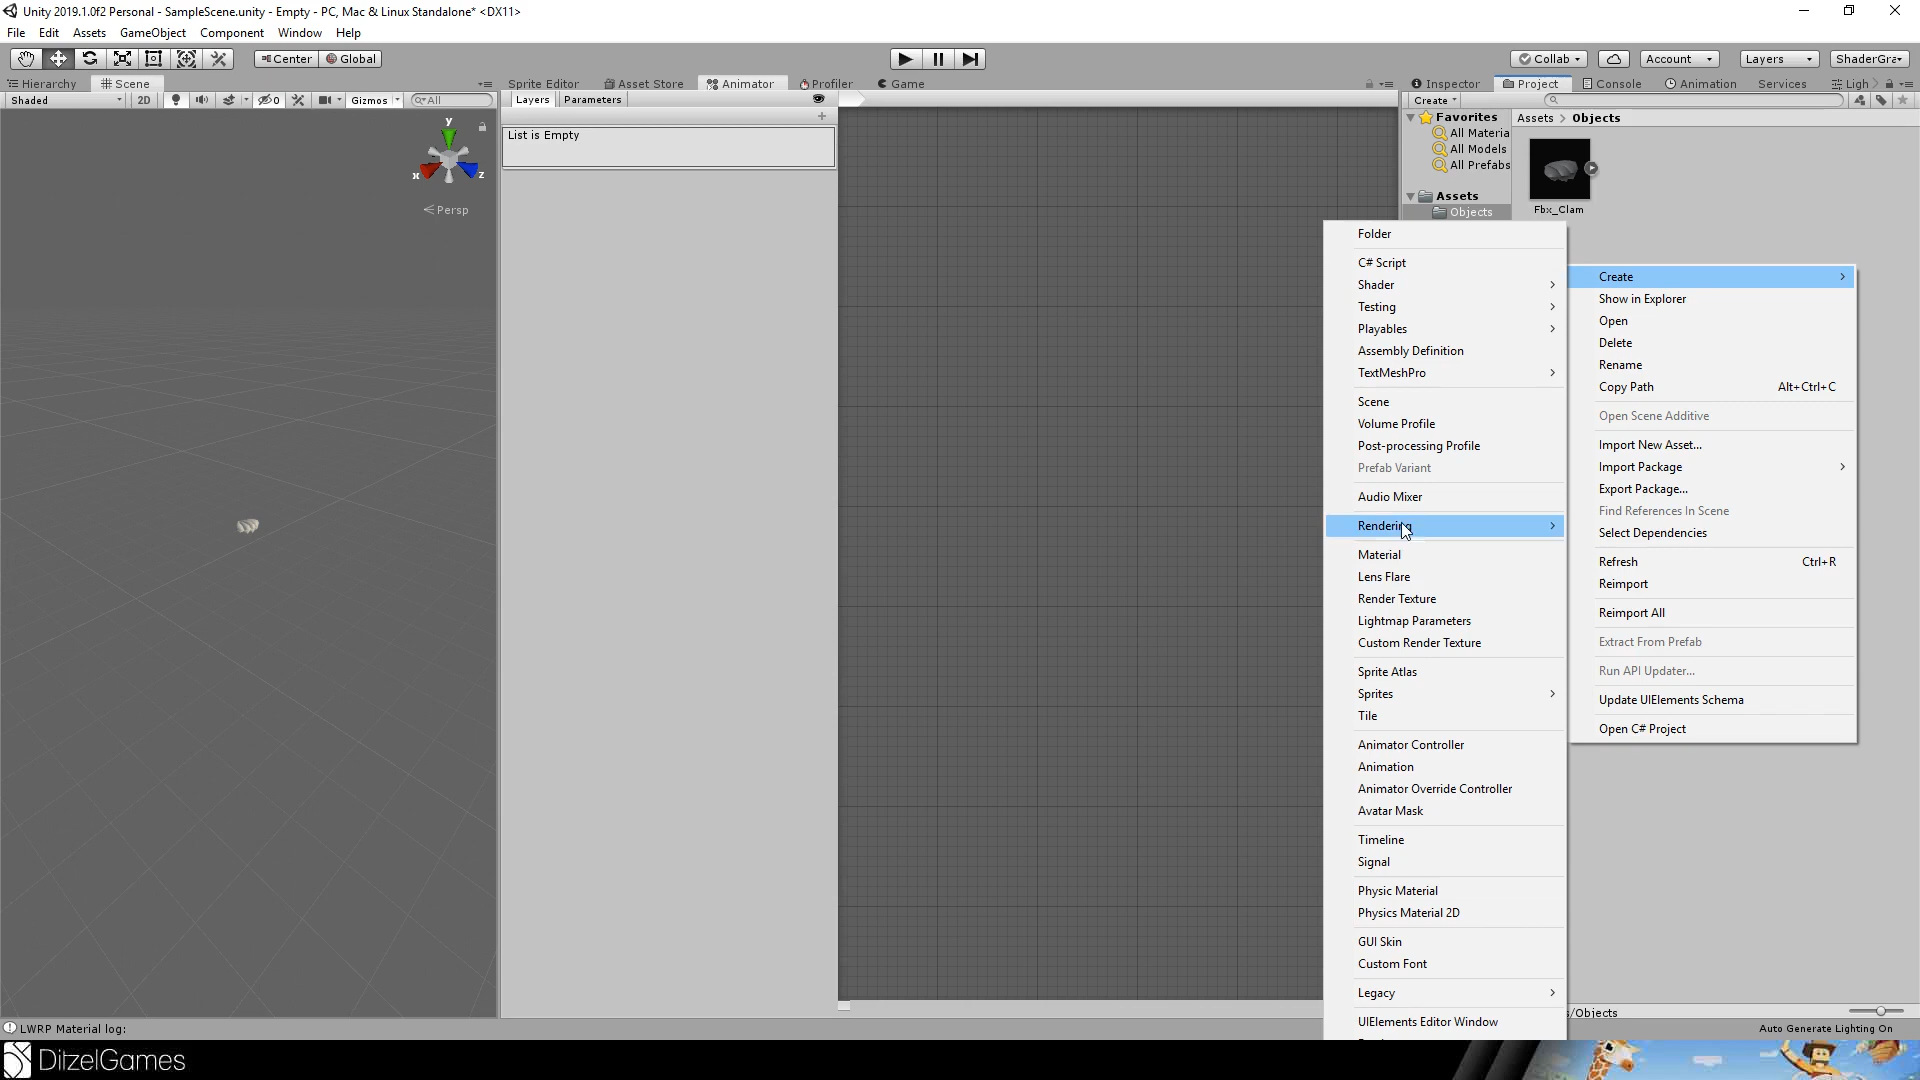 Unity 2019.1.0f2 Personal - SampleScene.unity - Empty - PC, Mac & Linux Standalone* <DX11>
File Edit Assets GameObject Component Window Help
Center Global Collab Account Layers ShaderGra
Hierarchy Scene Sprite Editor Asset Store Animator Profiler Game Inspector Project Console Animation Services Ligh
Shaded 2D 0 Gizmos All Layers Parameters Create
List is Empty
Favorites
All Materia
All Models
All Prefabs
Assets
Objects
Assets > Objects
Fbx_Clam
y
x z
Persp
Folder
C# Script
Shader
Testing
Playables
Assembly Definition
TextMeshPro
Scene
Volume Profile
Post-processing Profile
Prefab Variant
Audio Mixer
Rendering
Material
Lens Flare
Render Texture
Lightmap Parameters
Custom Render Texture
Sprite Atlas
Sprites
Tile
Animator Controller
Animation
Animator Override Controller
Avatar Mask
Timeline
Signal
Physic Material
Physics Material 2D
GUI Skin
Custom Font
Legacy
UIElements Editor Window
Create
Show in Explorer
Open
Delete
Rename
Copy Path Alt+Ctrl+C
Open Scene Additive
Import New Asset...
Import Package
Export Package...
Find References In Scene
Select Dependencies
Refresh Ctrl+R
Reimport
Reimport All
Extract From Prefab
Run API Updater...
Update UIElements Schema
Open C# Project
s/Objects
LWRP Material log:
Auto Generate Lighting On
DitzelGames